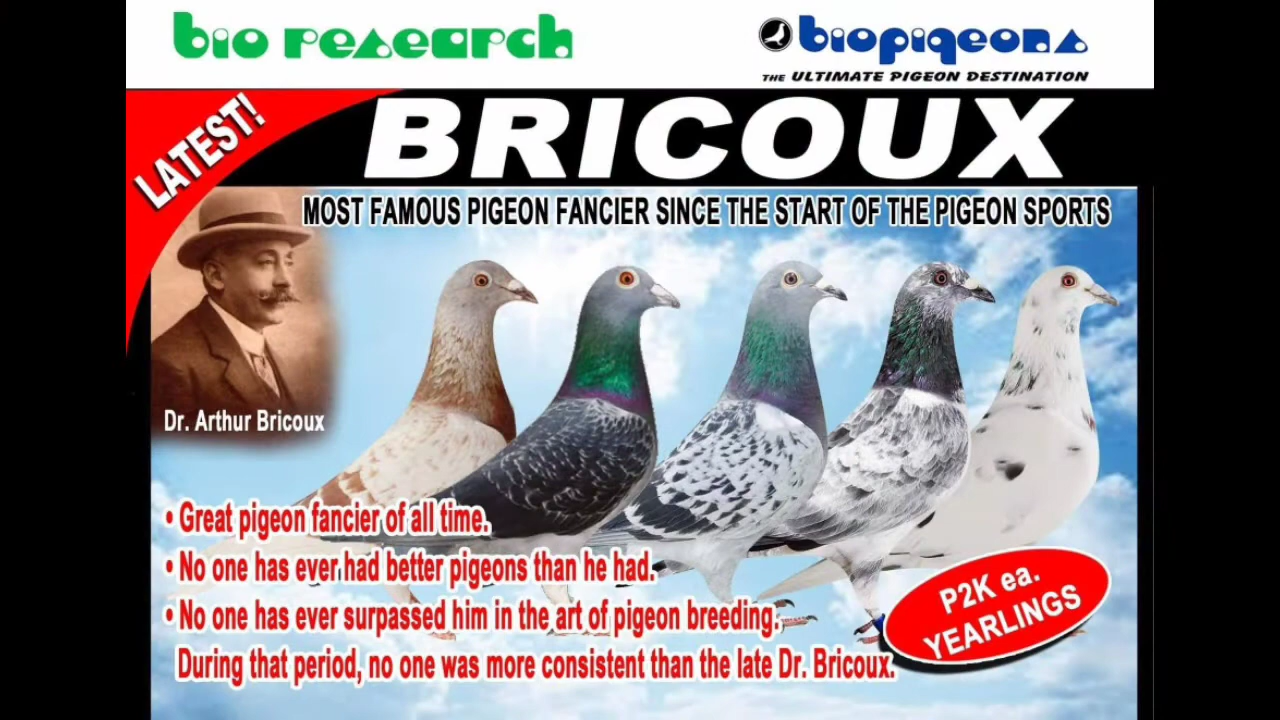 bio research
biopigeons
THE ULTIMATE PIGEON DESTINATION
LATEST!
BRICOUX
MOST FAMOUS PIGEON FANCIER SINCE THE START OF THE PIGEON SPORTS
Dr. Arthur Bricoux
• Great pigeon fancier of all time.
• No one has ever had better pigeons than he had.
• No one has ever surpassed him in the art of pigeon breeding.
During that period, no one was more consistent than the late Dr. Bricoux.
P2K ea.
YEARLINGS